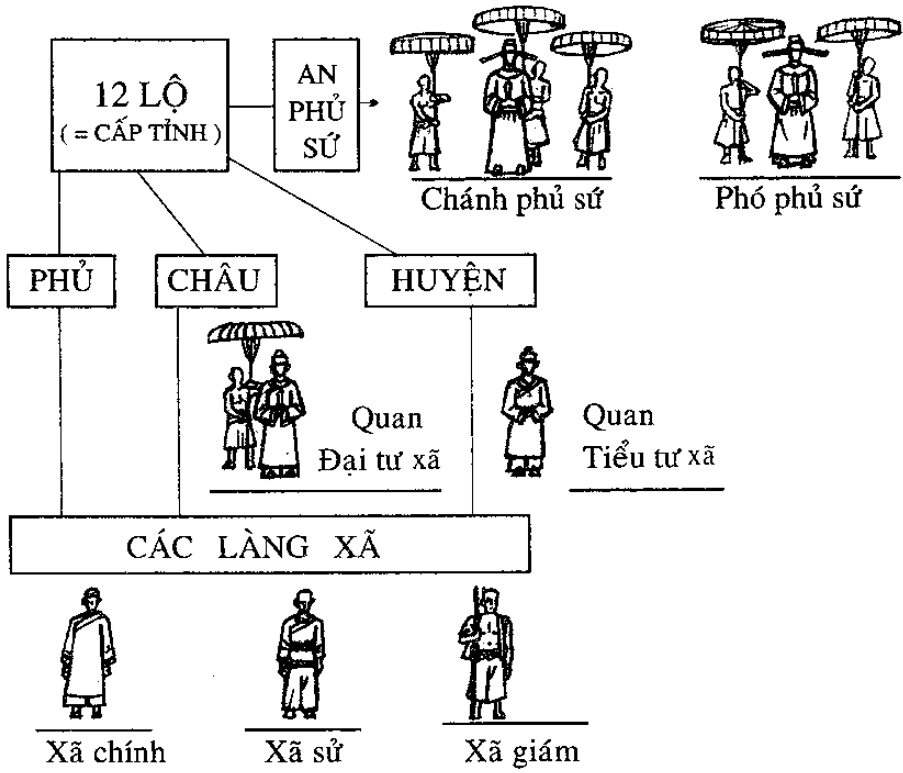 12 LỘ
( = CẤP TỈNH )
AN
PHỦ
SỨ
Chánh phủ sứ
Phó phủ sứ
PHỦ
CHÂU
HUYỆN
Quan
Đại tư xã
Quan
Tiểu tư xã
CÁC LÀNG XÃ
Xã chính
Xã sử
Xã giám